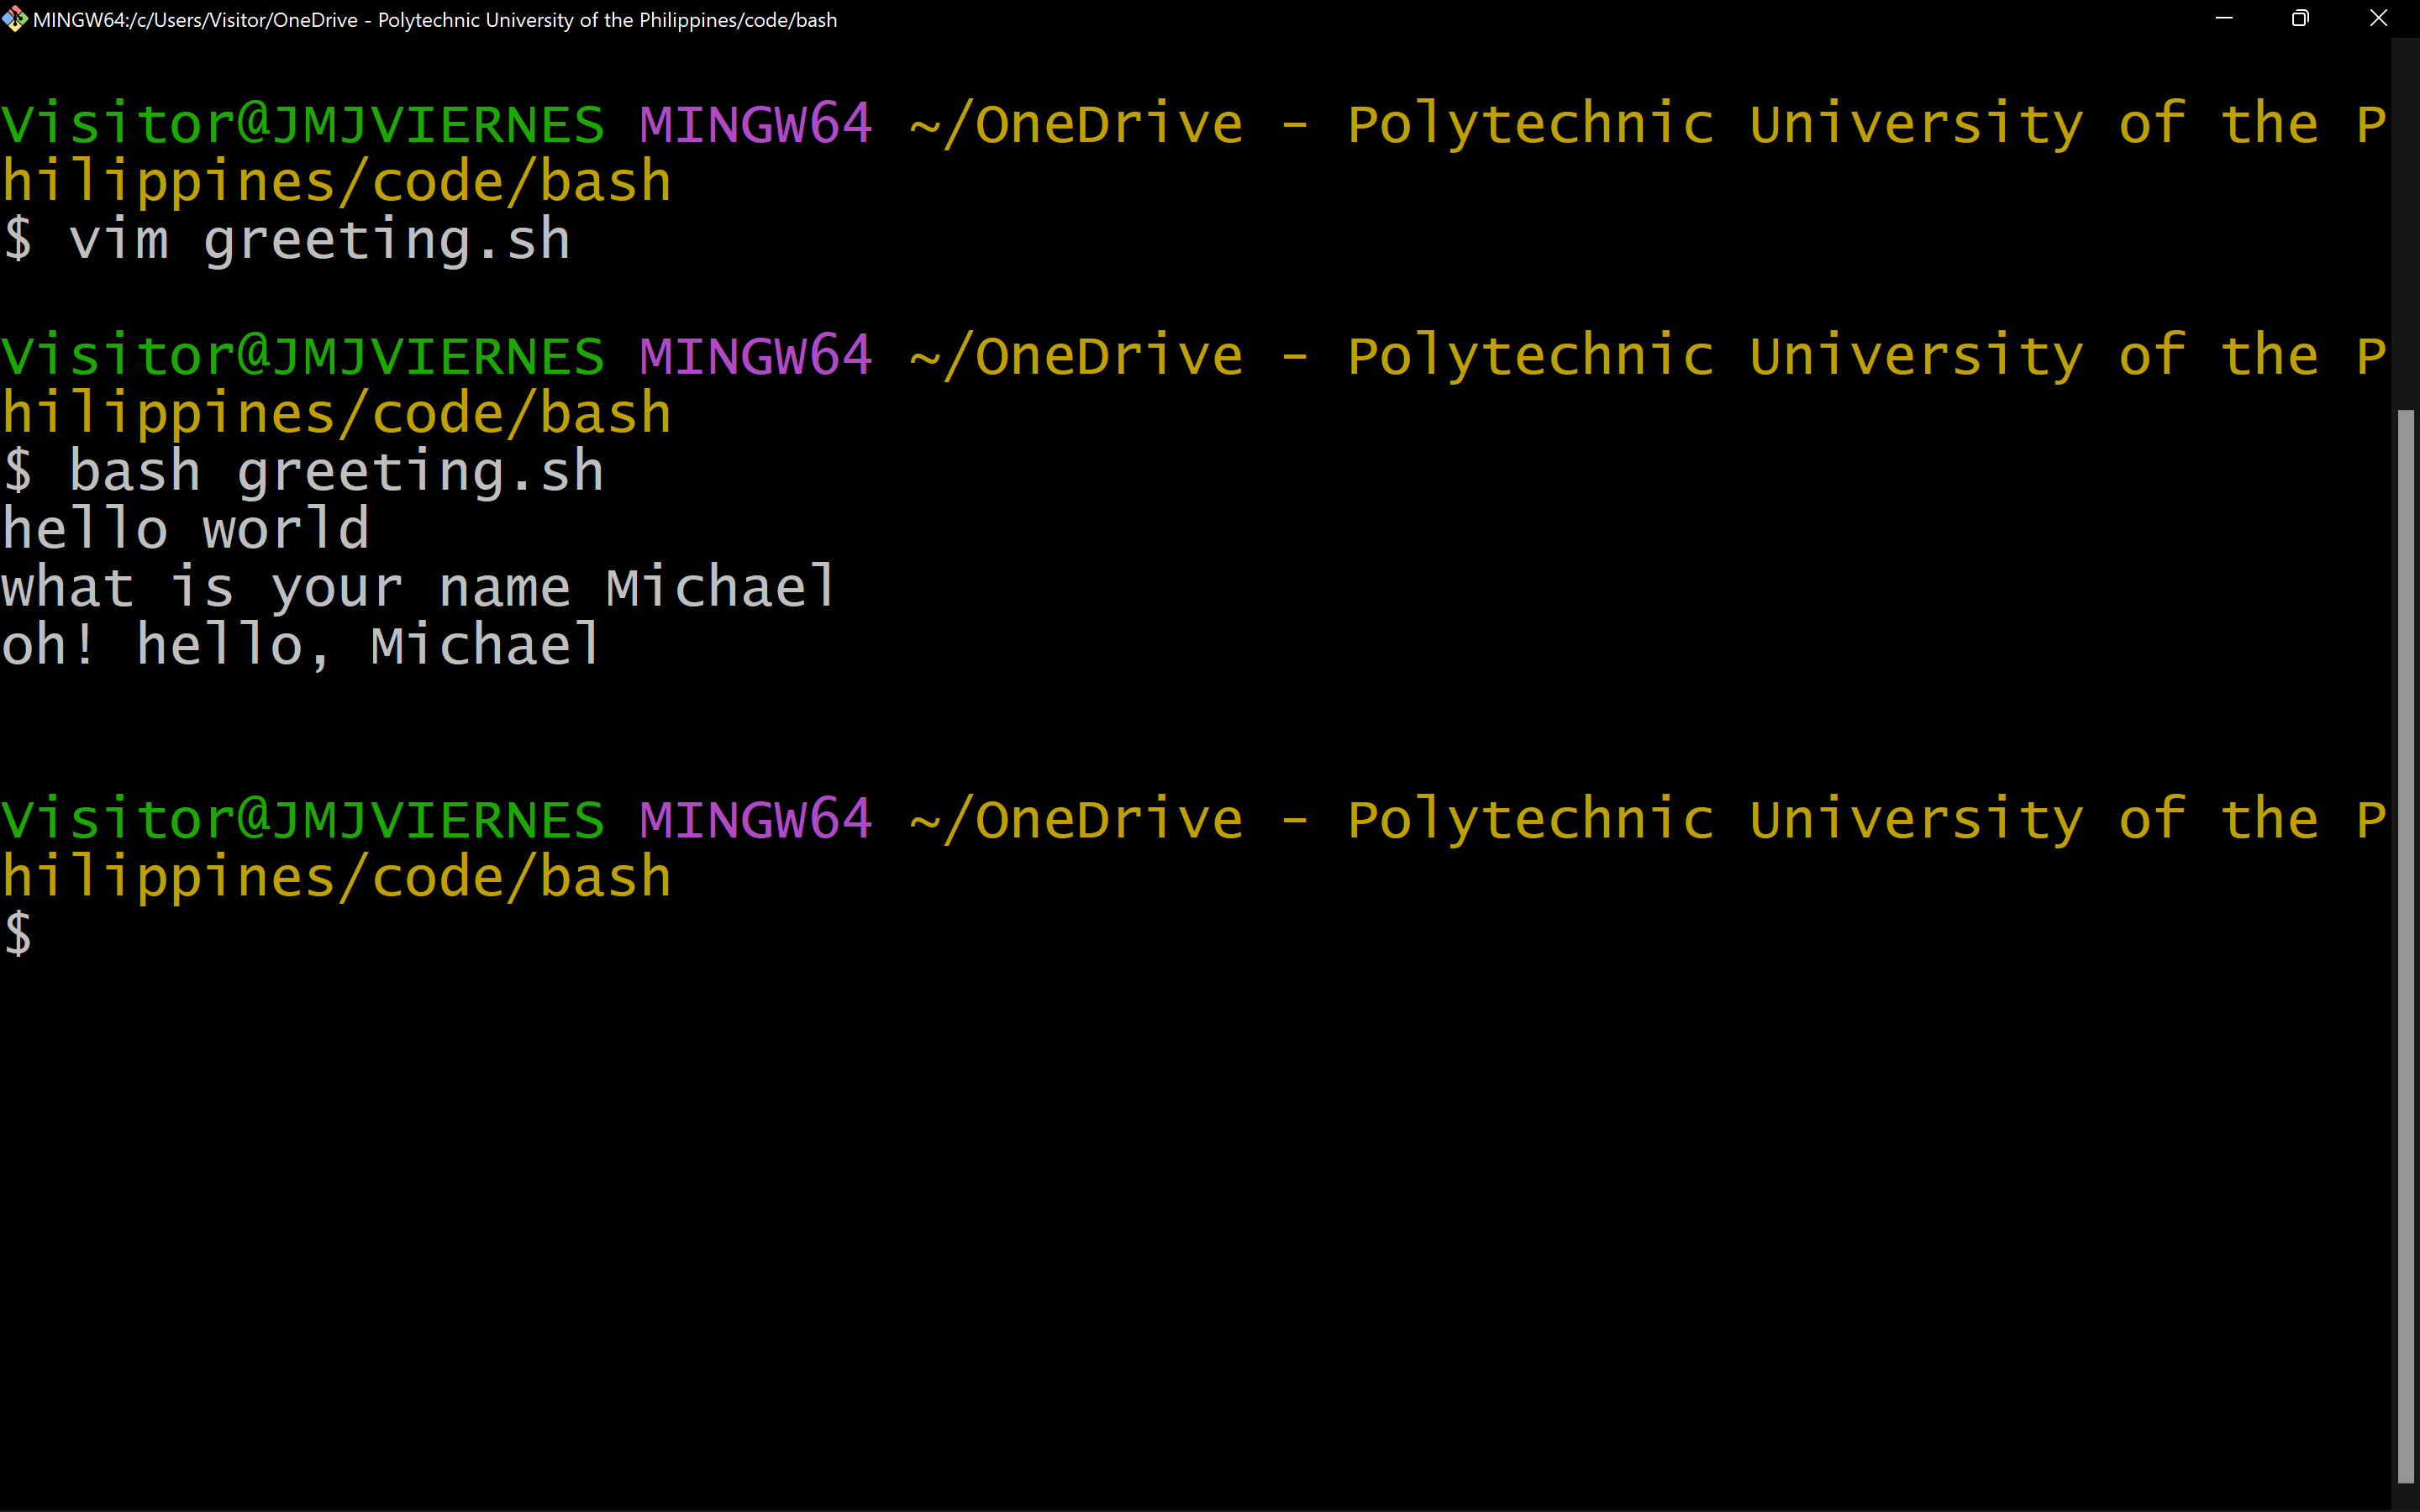 MINGW64:/c/Users/Visitor/OneDrive - Polytechnic University of the Philippines/code/bash
Visitor@JMJVIERNES MINGW64 ~/OneDrive - Polytechnic University of the P
hilippines/code/bash
$ vim greeting.sh
Visitor@JMJVIERNES MINGW64 ~/OneDrive - Polytechnic University of the P
hilippines/code/bash
$ bash greeting.sh
hello world
what is your name Michael
oh! hello, Michael
Visitor@JMJVIERNES MINGW64 ~/OneDrive - Polytechnic University of the P
hilippines/code/bash
$